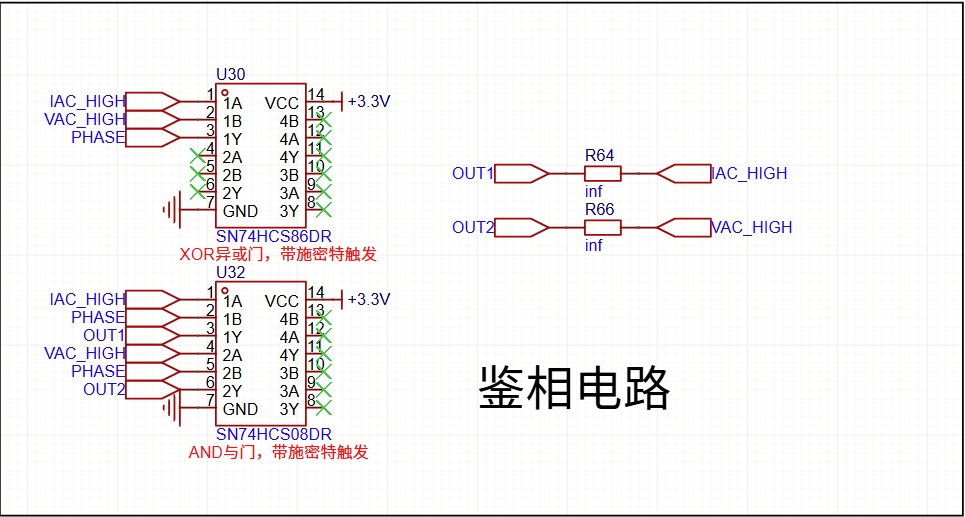 U30
IAC_HIGH 1 1A VCC 14 +3.3V
VAC_HIGH 2 1B 4B 13
PHASE 3 1Y 4A 12
4 2A 4Y 11
5 2B 3B 10
6 2Y 3A 9
7 GND 3Y 8
SN74HCS86DR
XOR异或门，带施密特触发
U32
IAC_HIGH 1 1A VCC 14 +3.3V
PHASE 2 1B 4B 13
OUT1 3 1Y 4A 12
VAC_HIGH 4 2A 4Y 11
PHASE 5 2B 3B 10
OUT2 6 2Y 3A 9
7 GND 3Y 8
SN74HCS08DR
AND与门，带施密特触发
R64
OUT1 IAC_HIGH
inf
R66
OUT2 VAC_HIGH
inf
鉴相电路